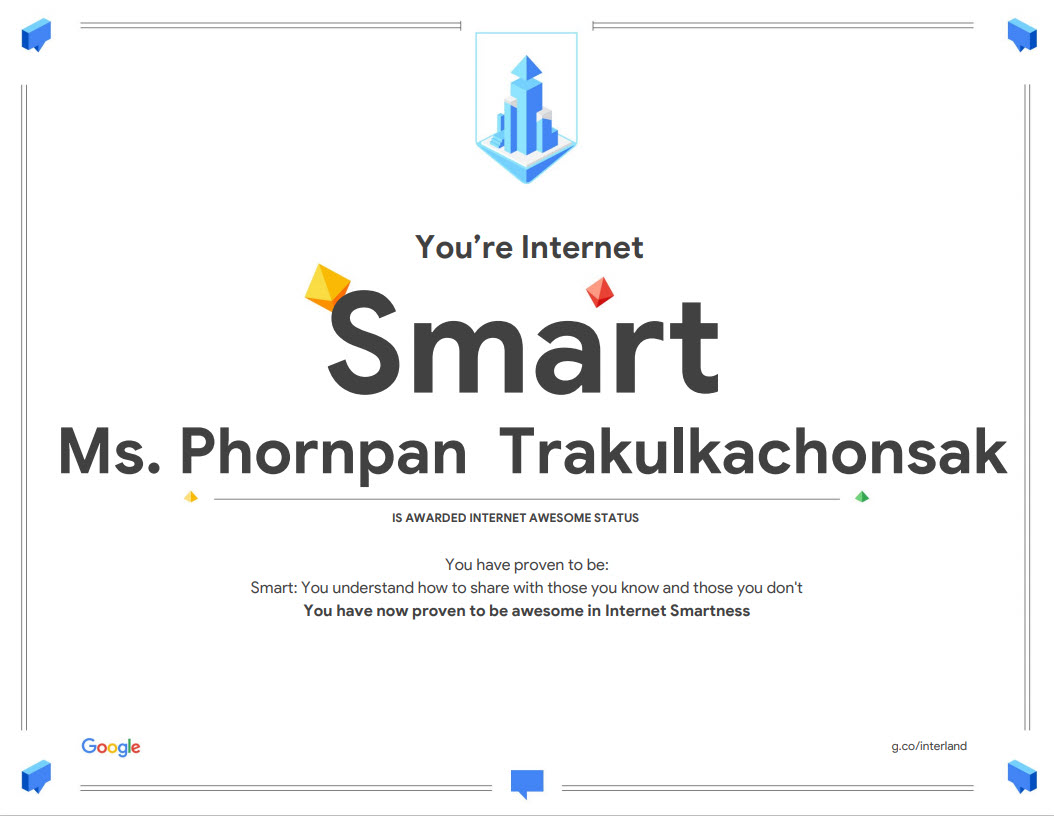 You’re Internet
Smart
Ms. Phornpan  Trakulkachonsak
IS AWARDED INTERNET AWESOME STATUS
You have proven to be:
Smart: You understand how to share with those you know and those you don't
You have now proven to be awesome in Internet Smartness
Google
g.co/interland